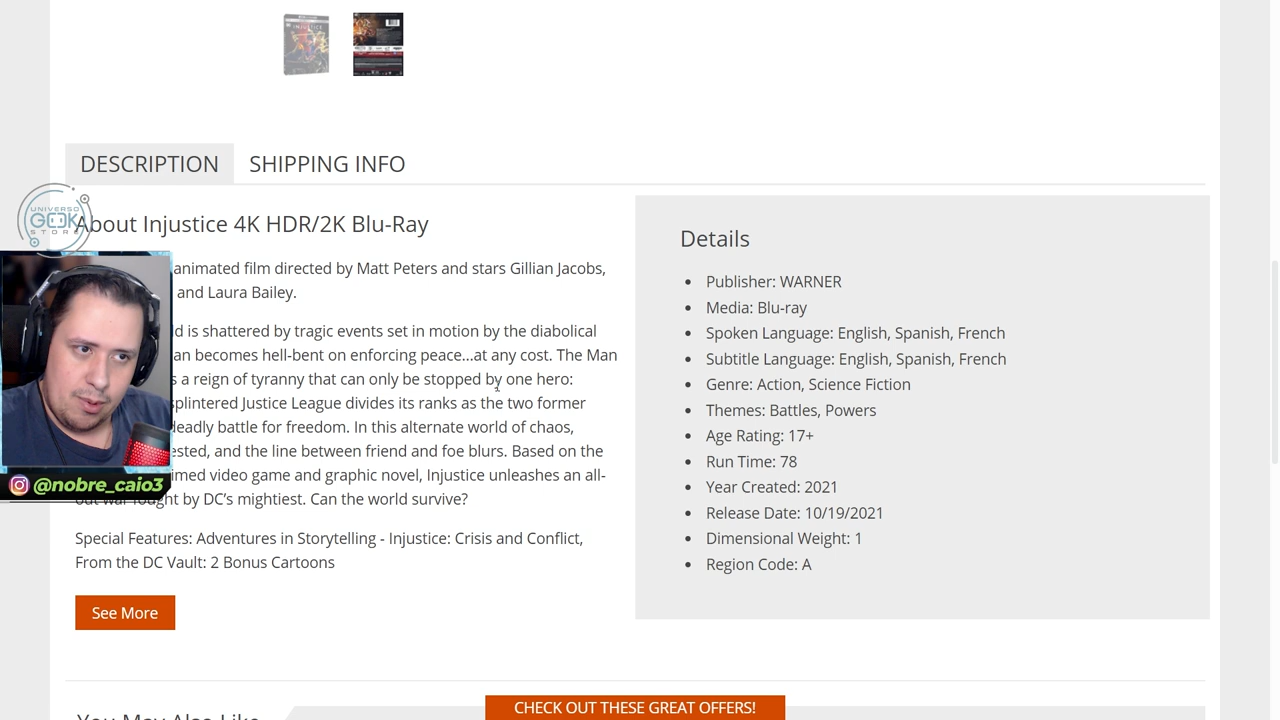 INJUSTICE
DESCRIPTION
SHIPPING INFO
UNIVERSO
GEEK
STORE
About Injustice 4K HDR/2K Blu-Ray
animated film directed by Matt Peters and stars Gillian Jacobs,
and Laura Bailey.
is shattered by tragic events set in motion by the diabolical
becomes hell-bent on enforcing peace...at any cost. The Man
a reign of tyranny that can only be stopped by one hero:
splintered Justice League divides its ranks as the two former
deadly battle for freedom. In this alternate world of chaos,
and the line between friend and foe blurs. Based on the
video game and graphic novel, Injustice unleashes an all-
out war fought by DC's mightiest. Can the world survive?
Special Features: Adventures in Storytelling - Injustice: Crisis and Conflict,
From the DC Vault: 2 Bonus Cartoons
See More
@nobre_caio3
Details
Publisher: WARNER
Media: Blu-ray
Spoken Language: English, Spanish, French
Subtitle Language: English, Spanish, French
Genre: Action, Science Fiction
Themes: Battles, Powers
Age Rating: 17+
Run Time: 78
Year Created: 2021
Release Date: 10/19/2021
Dimensional Weight: 1
Region Code: A
You May Also Like
CHECK OUT THESE GREAT OFFERS!